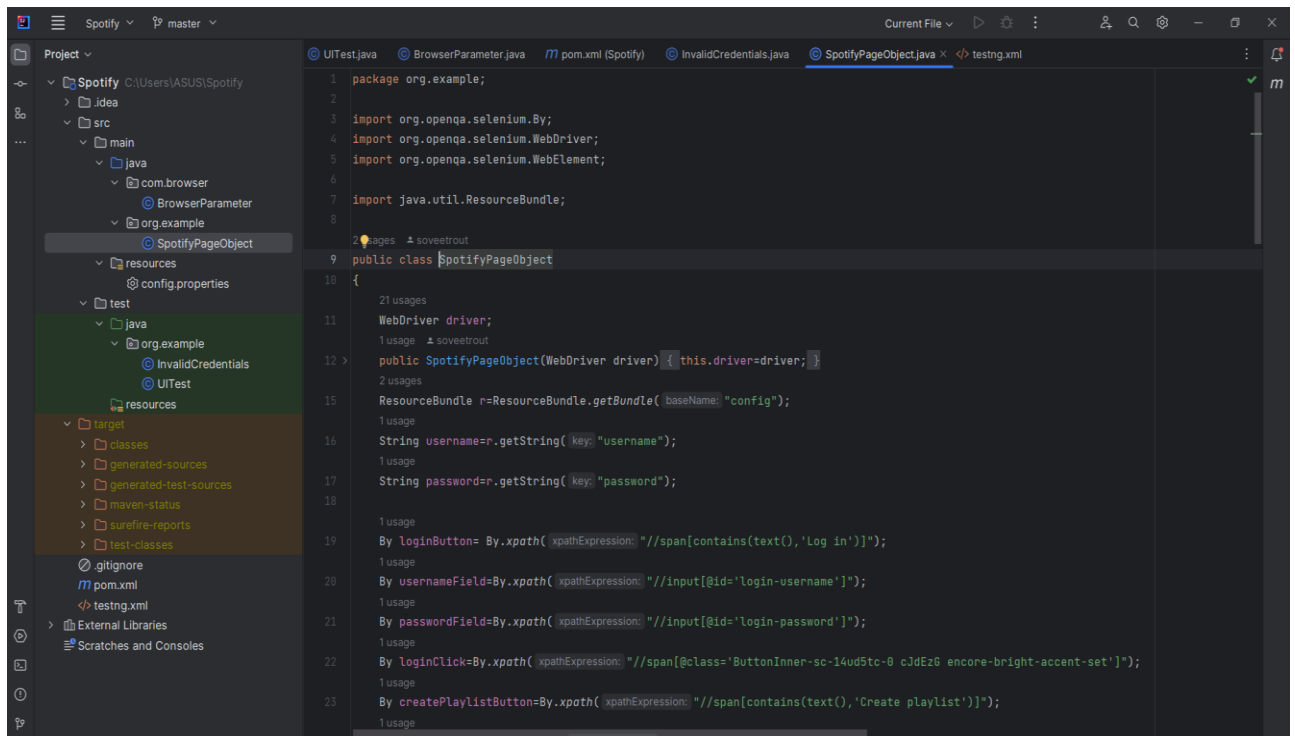 Spotify master Current File
Project
UITest.java BrowserParameter.java m pom.xml (Spotify) InvalidCredentials.java SpotifyPageObject.java </> testng.xml
Spotify C:\Users\ASUS\Spotify
.idea
src
main
java
com.browser
BrowserParameter
org.example
SpotifyPageObject
resources
config.properties
test
java
org.example
InvalidCredentials
UITest
resources
target
classes
generated-sources
generated-test-sources
maven-status
surefire-reports
test-classes
.gitignore
m pom.xml
</> testng.xml
External Libraries
Scratches and Consoles
1 package org.example;
2
3 import org.openqa.selenium.By;
4 import org.openqa.selenium.WebDriver;
5 import org.openqa.selenium.WebElement;
6
7 import java.util.ResourceBundle;
8
soveetrout
9 public class SpotifyPageObject
10 {
21 usages
11 WebDriver driver;
1 usage soveetrout
12 public SpotifyPageObject(WebDriver driver) { this.driver=driver; }
2 usages
15 ResourceBundle r=ResourceBundle.getBundle( baseName: "config");
1 usage
16 String username=r.getString( key: "username");
1 usage
17 String password=r.getString( key: "password");
18
1 usage
19 By loginButton= By.xpath( xpathExpression: "//span[contains(text(),'Log in')]");
1 usage
20 By usernameField=By.xpath( xpathExpression: "//input[@id='login-username']");
1 usage
21 By passwordField=By.xpath( xpathExpression: "//input[@id='login-password']");
1 usage
22 By loginClick=By.xpath( xpathExpression: "//span[@class='ButtonInner-sc-14ud5tc-0 cJdEzG encore-bright-accent-set']");
1 usage
23 By createPlaylistButton=By.xpath( xpathExpression: "//span[contains(text(),'Create playlist')]");
1 usage
m